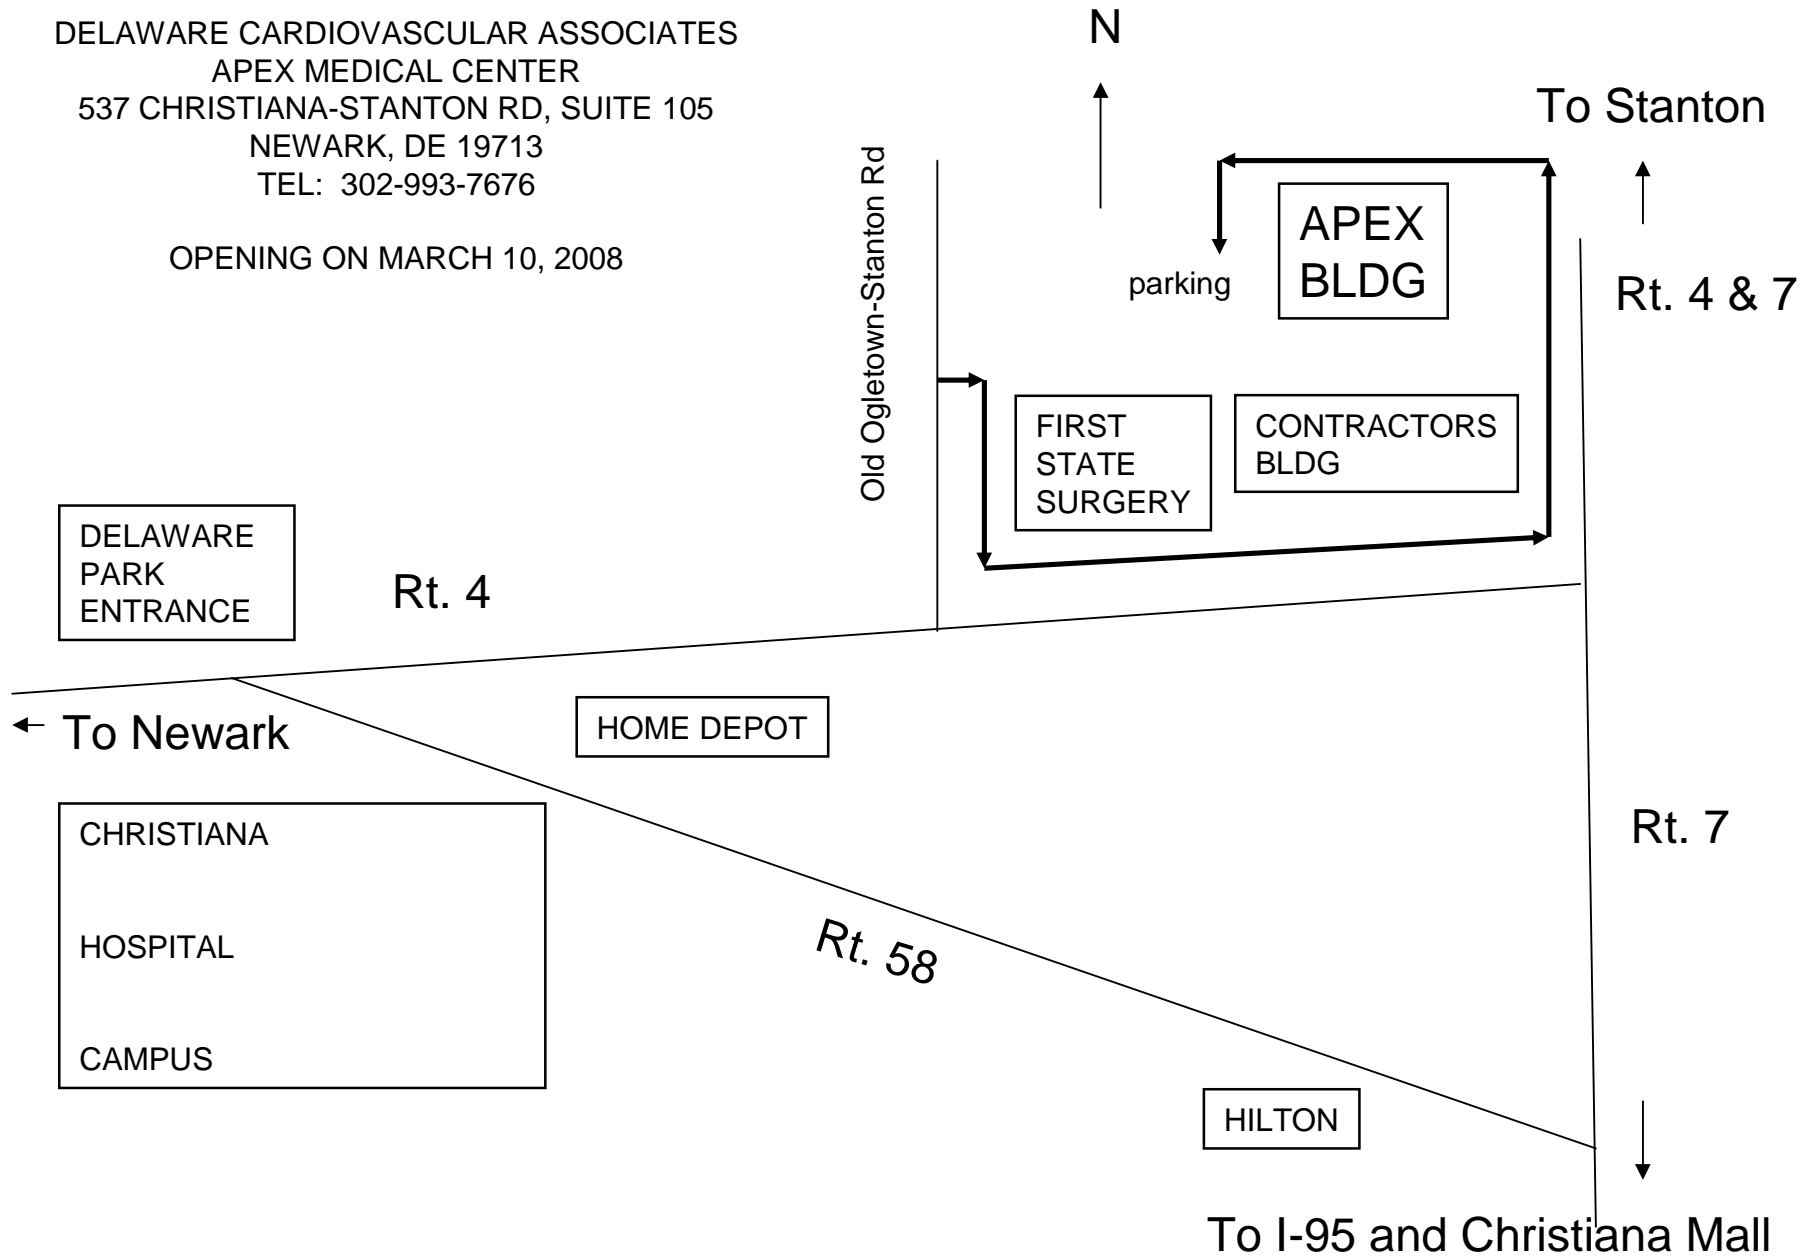 DELAWARE CARDIOVASCULAR ASSOCIATES
APEX MEDICAL CENTER
537 CHRISTIANA-STANTON RD, SUITE 105
NEWARK, DE 19713
TEL: 302-993-7676
OPENING ON MARCH 10, 2008
N
To Stanton
Old Ogletown-Stanton Rd
APEX
BLDG
parking
Rt. 4 & 7
FIRST
STATE
SURGERY
CONTRACTORS
BLDG
DELAWARE
PARK
ENTRANCE
Rt. 4
To Newark
HOME DEPOT
CHRISTIANA
HOSPITAL
CAMPUS
Rt. 7
Rt. 58
HILTON
To I-95 and Christiana Mall